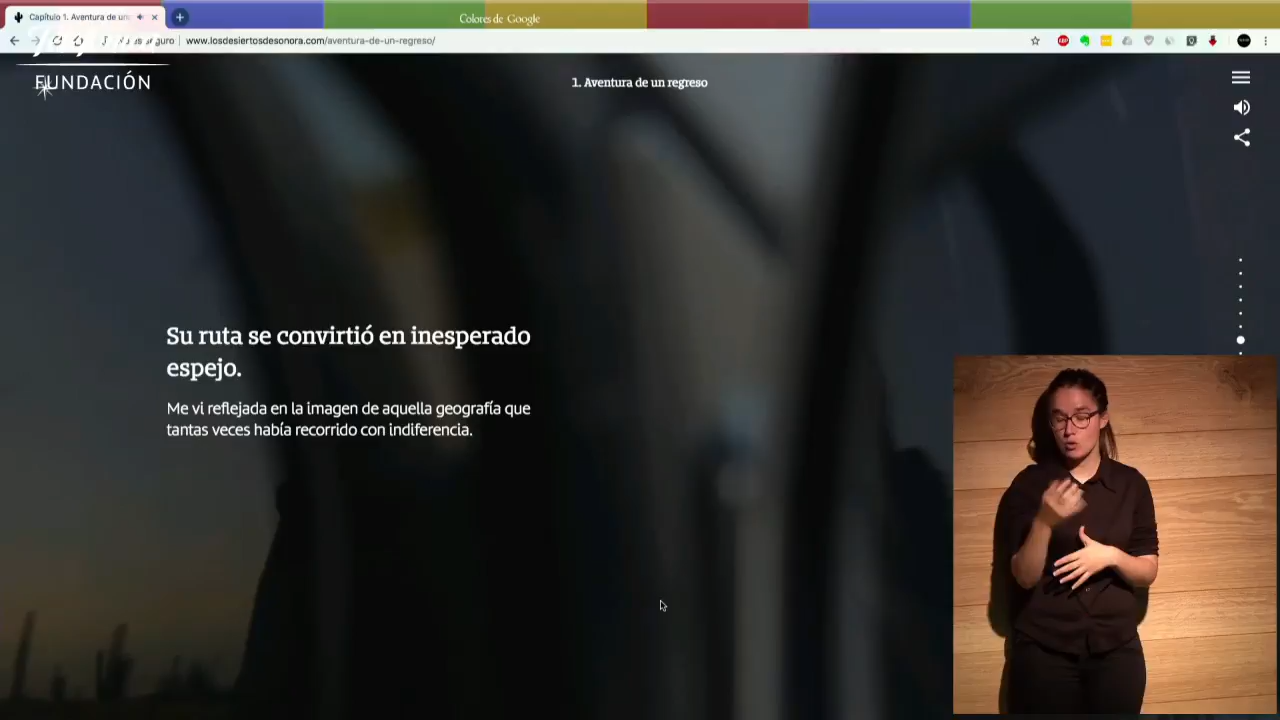 Capítulo 1. Aventura de un
Colores de Google
www.losdesiertosdesonora.com/aventura-de-un-regreso/
FUNDACIÓN
1. Aventura de un regreso
Su ruta se convirtió en inesperado
espejo.
Me vi reflejada en la imagen de aquella geografía que
tantas veces había recorrido con indiferencia.